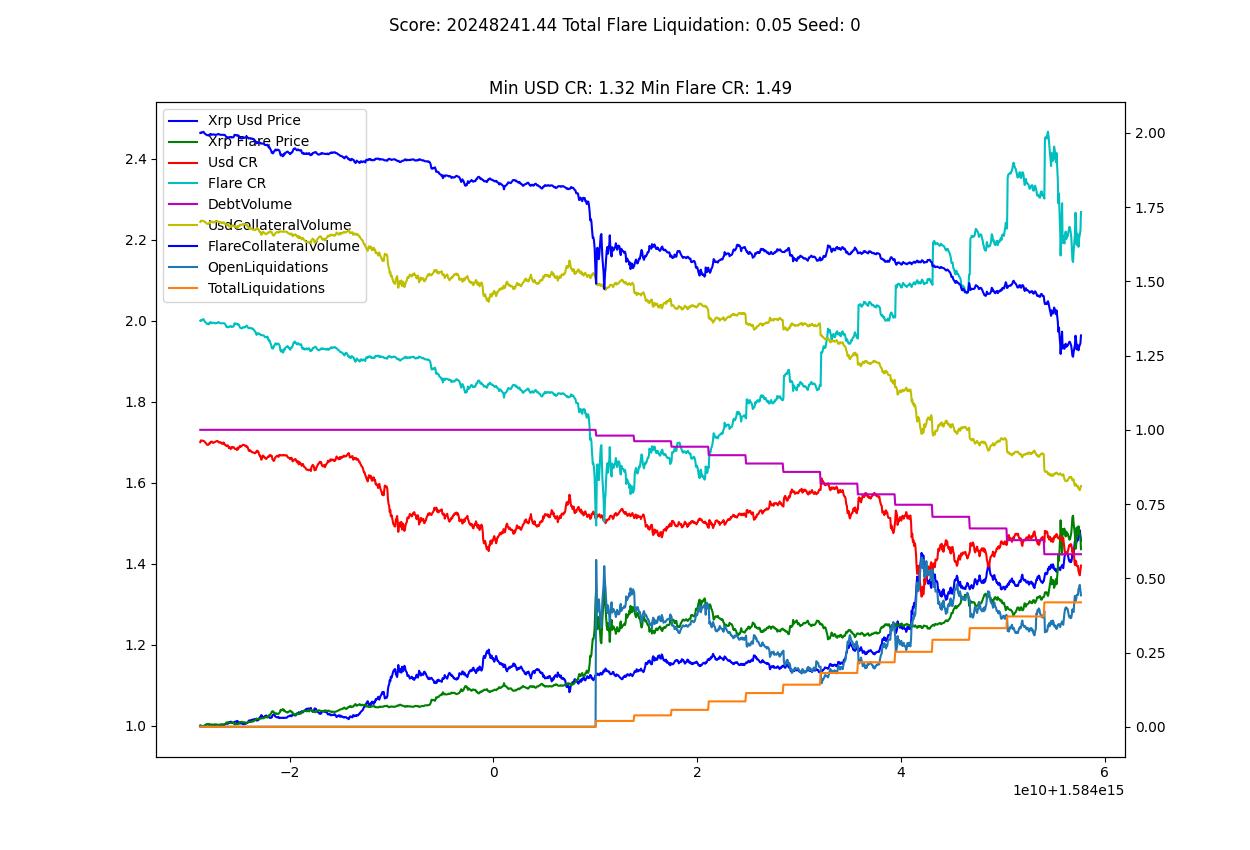 Score: 20248241.44 Total Flare Liquidation: 0.05 Seed: 0
Min USD CR: 1.32 Min Flare CR: 1.49
Xrp Usd Price
Xrp Flare Price
Usd CR
Flare CR
DebtVolume
UsdCollateralVolume
FlareCollateralVolume
OpenLiquidations
TotalLiquidations
2.4
2.2
2.0
1.8
1.6
1.4
1.2
1.0
2.00
1.75
1.50
1.25
1.00
0.75
0.50
0.25
0.00
−2 0 2 4 6
1e10+1.584e15